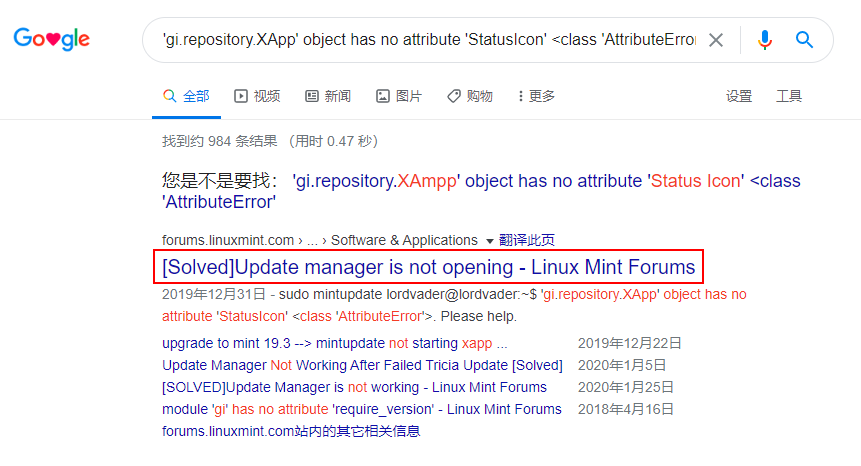 Google
'gi.repository.XApp' object has no attribute 'StatusIcon' <class 'AttributeError
全部 视频 新闻 图片 购物 更多 设置 工具
找到约 984 条结果 （用时 0.47 秒）
您是不是要找： 'gi.repository.XAmpp' object has no attribute 'Status Icon' <class
'AttributeError'
forums.linuxmint.com › ... › Software & Applications 翻译此页
[Solved]Update manager is not opening - Linux Mint Forums
2019年12月31日 - sudo mintupdate lordvader@lordvader:~$ 'gi.repository.XApp' object has no
attribute 'StatusIcon' <class 'AttributeError'>. Please help.
upgrade to mint 19.3 --> mintupdate not starting xapp ... 2019年12月22日
Update Manager Not Working After Failed Tricia Update [Solved] 2020年1月5日
[SOLVED]Update Manager is not working - Linux Mint Forums 2020年1月25日
module 'gi' has no attribute 'require_version' - Linux Mint Forums 2018年4月16日
forums.linuxmint.com站内的其它相关信息